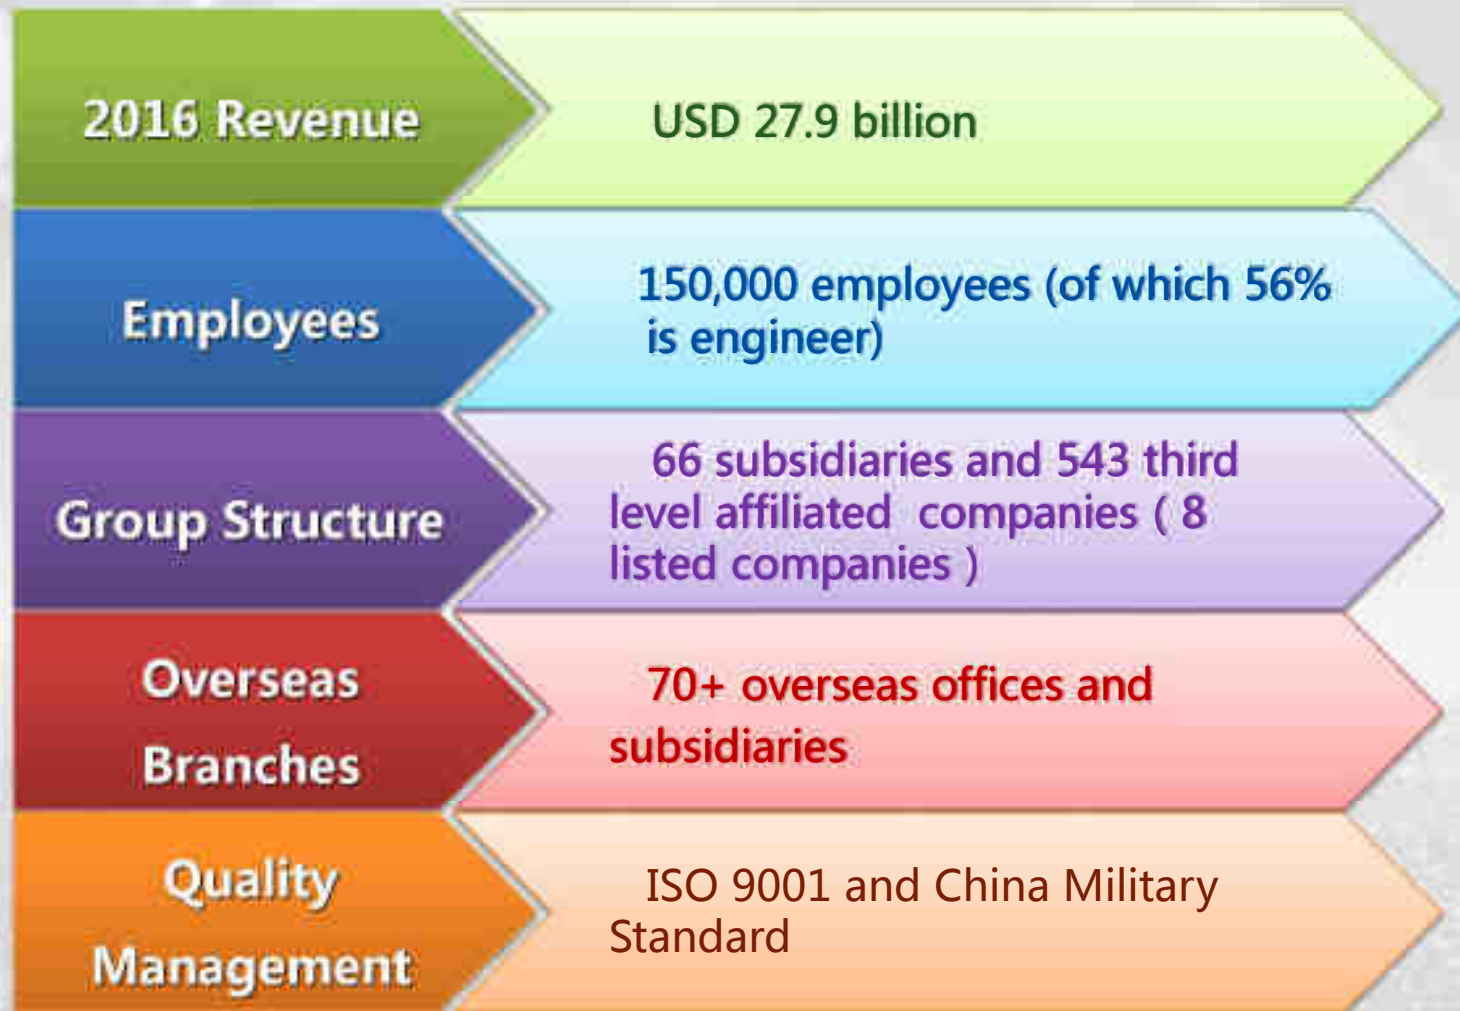 2016 Revenue
USD 27.9 billion
Employees
150,000 employees (of which 56%
is engineer)
Group Structure
66 subsidiaries and 543 third
level affiliated  companies ( 8
listed companies )
Overseas
Branches
70+ overseas offices and
subsidiaries
Quality
Management
ISO 9001 and China Military
Standard